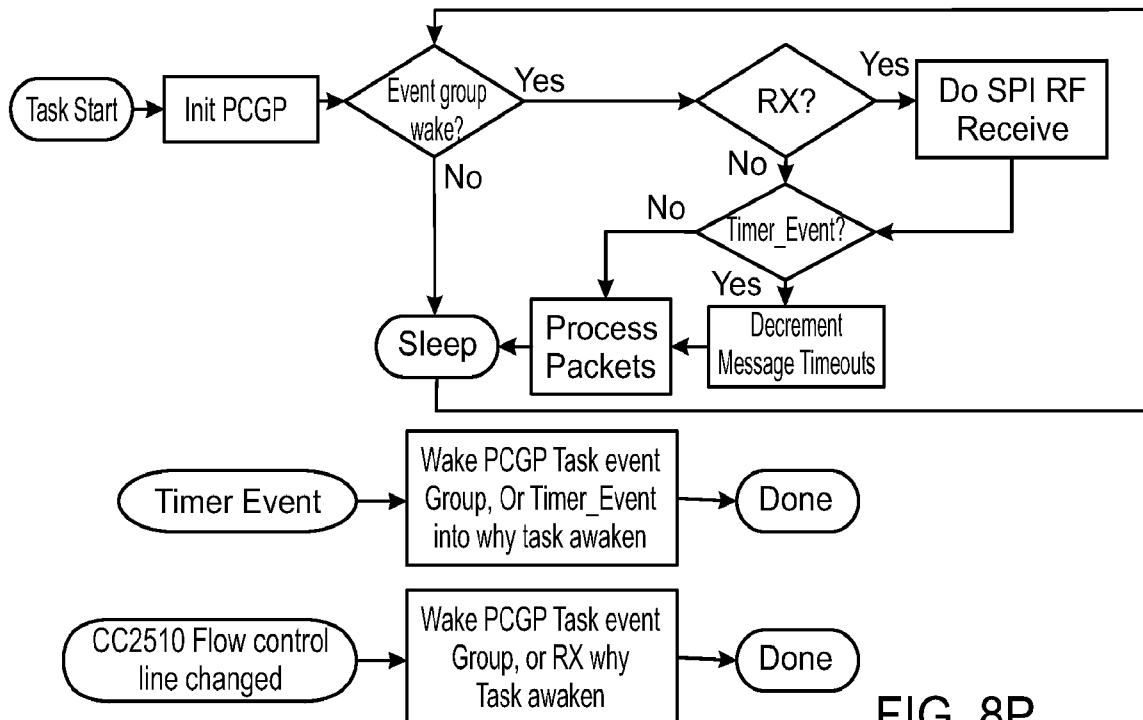 Task Start
Init PCGP
Event group
wake?
Yes
No
RX?
Yes
No
Do SPI RF
Receive
Timer_Event?
No
Yes
Decrement
Message Timeouts
Process
Packets
Sleep
Timer Event
Wake PCGP Task event
Group, Or Timer_Event
into why task awaken
Done
CC2510 Flow control
line changed
Wake PCGP Task event
Group, or RX why
Task awaken
Done
FIG. 8P